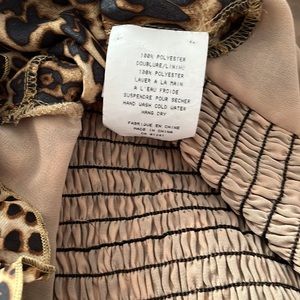 100% POLYESTER
DOUBLURE/LINING
100% POLYESTER
LAVER A LA MAIN
A L'EAU FROIDE
SUSPENDRE POUR SECHER
HAND WASH COLD WATER
HANG DRY
FABRIQUE EN CHINE
MADE IN CHINA